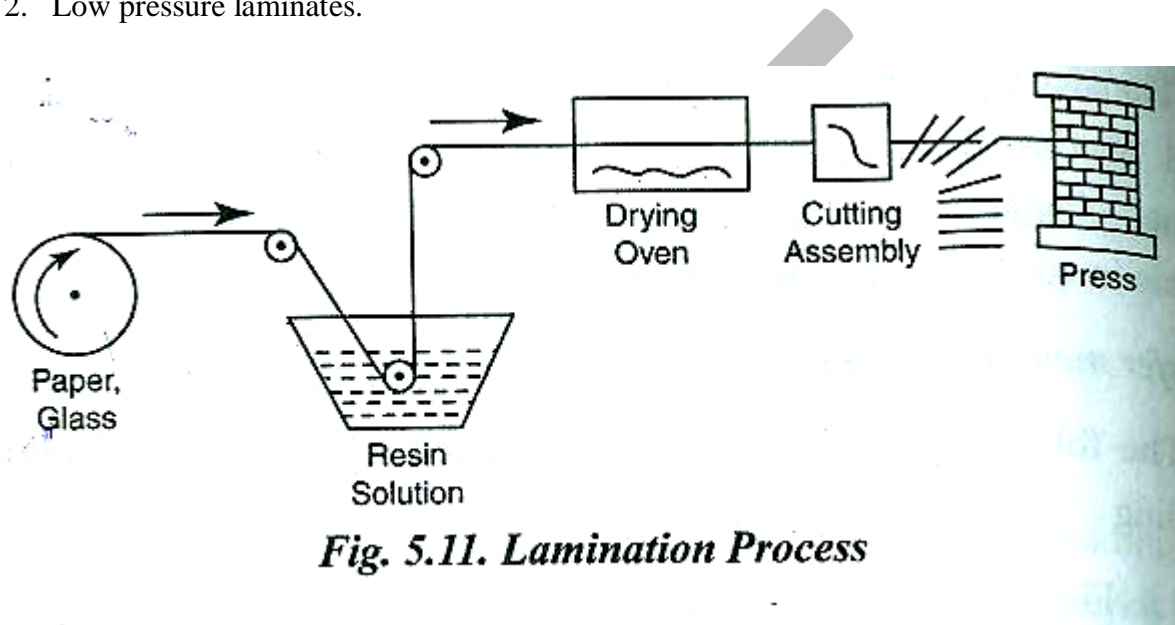 2. Low pressure laminates.
Paper,
Glass
Resin
Solution
Drying
Oven
Cutting
Assembly
Press
Fig. 5.11. Lamination Process